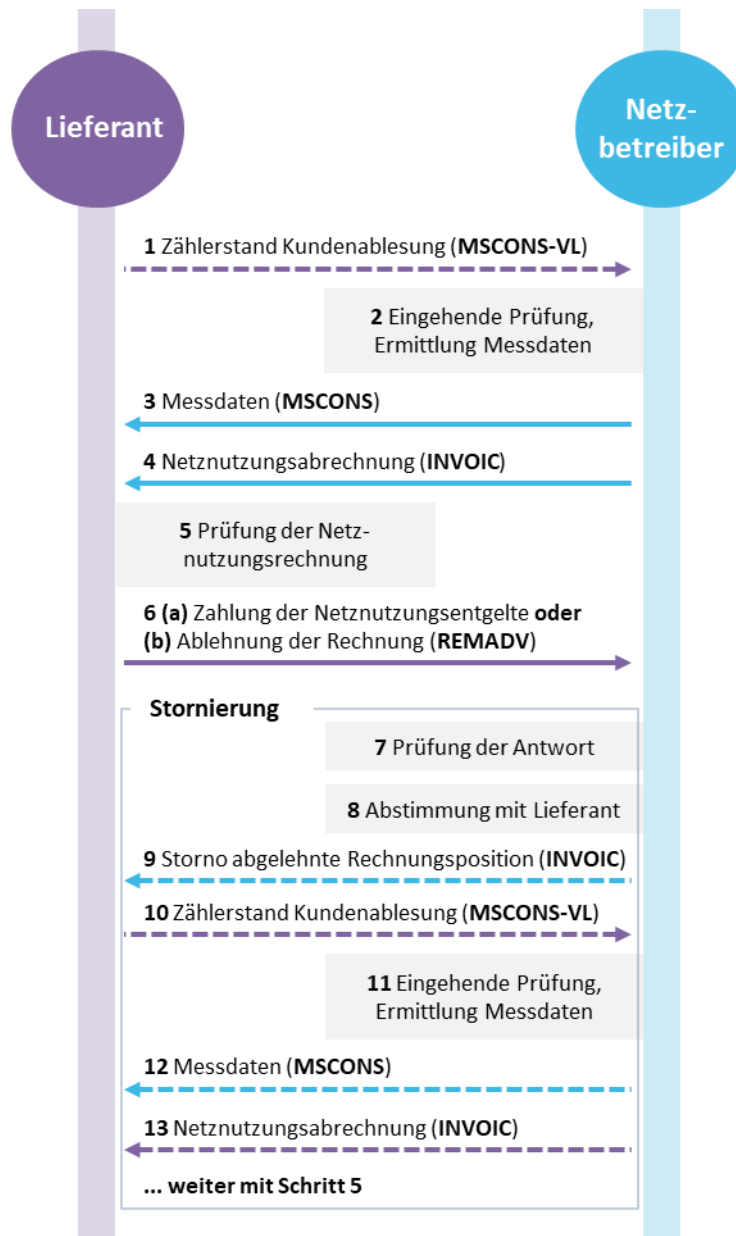 Lieferant
Netz-
betreiber
1 Zählerstand Kundenablesung (MSCONS-VL)
2 Eingehende Prüfung,
Ermittlung Messdaten
3 Messdaten (MSCONS)
4 Netznutzungsabrechnung (INVOIC)
5 Prüfung der Netz-
nutzungsrechnung
6 (a) Zahlung der Netznutzungsentgelte oder
(b) Ablehnung der Rechnung (REMADV)
Stornierung
7 Prüfung der Antwort
8 Abstimmung mit Lieferant
9 Storno abgelehnte Rechnungsposition (INVOIC)
10 Zählerstand Kundenablesung (MSCONS-VL)
11 Eingehende Prüfung,
Ermittlung Messdaten
12 Messdaten (MSCONS)
13 Netznutzungsabrechnung (INVOIC)
... weiter mit Schritt 5